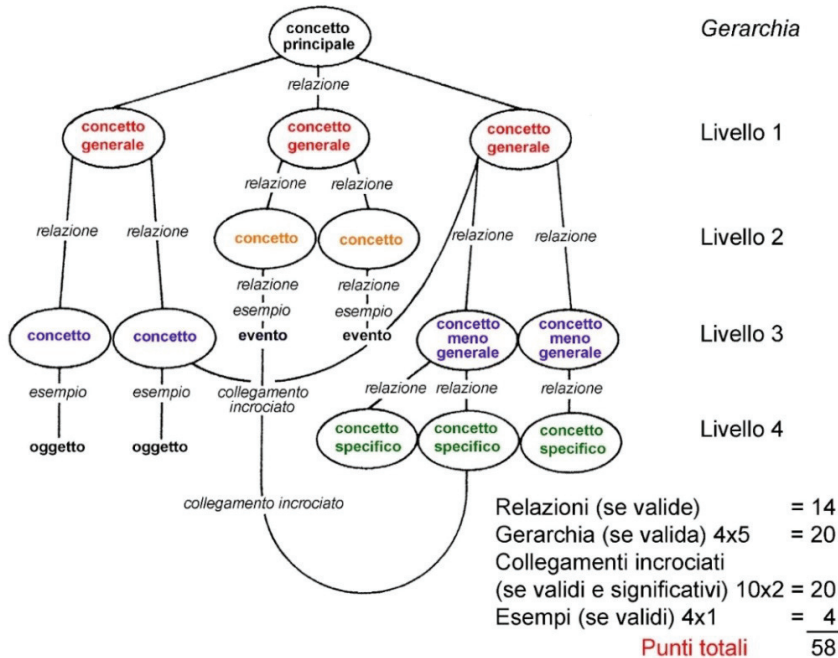 concetto
principale
Gerarchia
relazione
concetto
generale
concetto
generale
concetto
generale
Livello 1
relazione
relazione
relazione
relazione
concetto
concetto
relazione
relazione
Livello 2
relazione
relazione
esempio
esempio
concetto
concetto
evento
evento
concetto
meno
generale
concetto
meno
generale
Livello 3
esempio
esempio
collegamento
incrociato
relazione
relazione
relazione
oggetto
oggetto
concetto
specifico
concetto
specifico
concetto
specifico
Livello 4
collegamento incrociato
Relazioni (se valide) = 14
Gerarchia (se valida) 4x5 = 20
Collegamenti incrociati
(se validi e significativi) 10x2 = 20
Esempi (se validi) 4x1 = 4
Punti totali 58